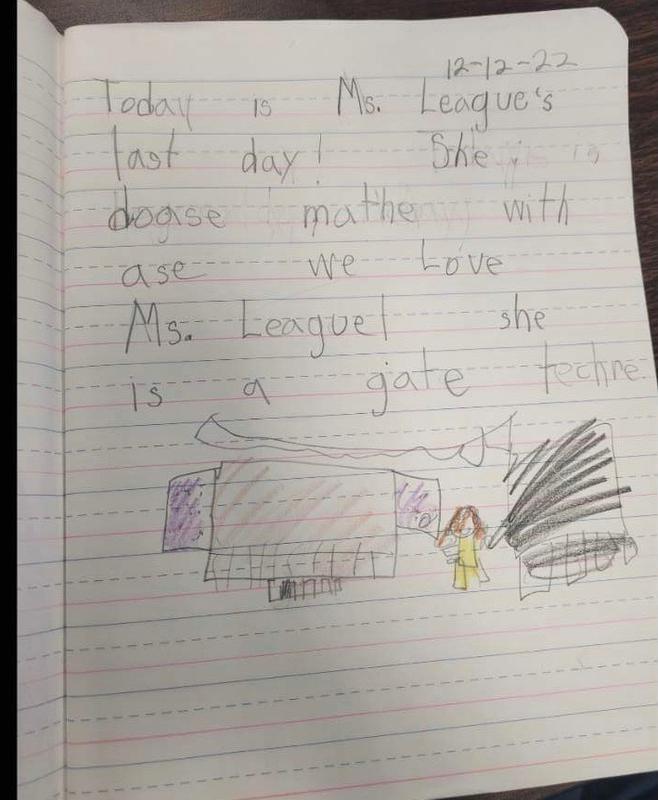 12-12-22
Today is Ms. League's
last day! She is
dogse mathe with
ase we Love
Ms. League! she
is a gate techre.